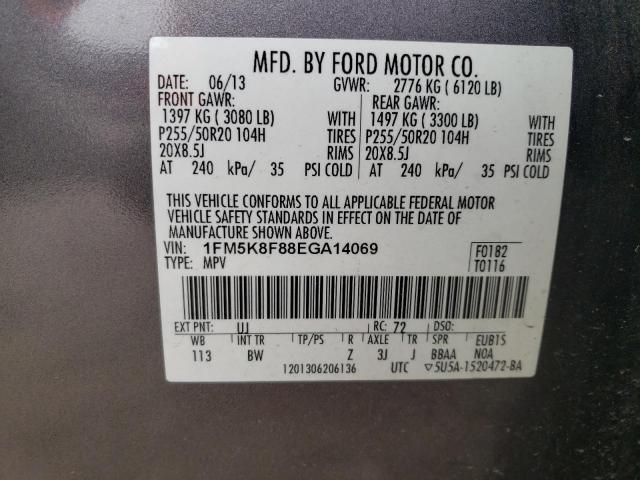 MFD. BY FORD MOTOR CO.
DATE: 06/13 GVWR: 2776 KG ( 6120 LB)
FRONT GAWR: REAR GAWR:
1397 KG ( 3080 LB) 1497 KG ( 3300 LB)
P255/50R20 104H TIRES P255/50R20 104H TIRES
20X8.5J RIMS 20X8.5J RIMS
AT 240 kPa/ 35 PSI COLD AT 240 kPa/ 35 PSI COLD
THIS VEHICLE CONFORMS TO ALL APPLICABLE FEDERAL MOTOR
VEHICLE SAFETY STANDARDS IN EFFECT ON THE DATE OF
MANUFACTURE SHOWN ABOVE.
VIN: 1FM5K8F88EGA14069 F0182
TYPE: MPV T0116
EXT PNT: UJ RC: 72 DSO:
WB INT TR TP/PS R AXLE TR SPR EUB1S
113 BW Z 3J J BBAA NOA
1201306206136 UTC ▽5U5A-1520472-BA